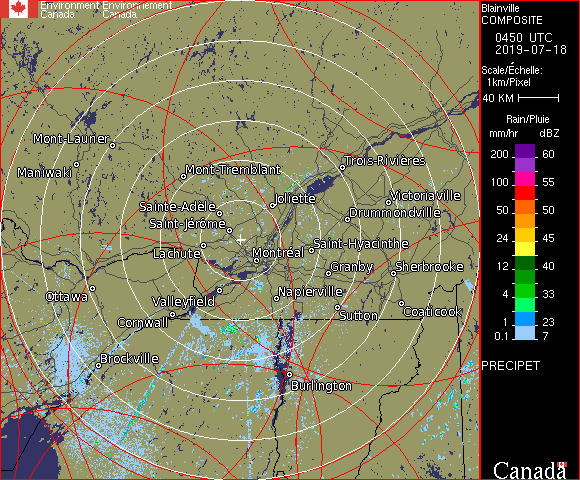 Environment Environnement
Canada Canada
Blainville
COMPOSITE
0450 UTC
2019-07-18
Scale/Échelle:
1km/Pixel
40 KM
Rain/Pluie
mm/hr dBZ
200 60
100 55
50 50
24 45
12 40
4 33
1 23
0.1 7
PRECIPET
Canada
Mont-Laurier
Maniwaki
Mont-Tremblant
Trois-Rivières
Sainte-Adèle
Joliette
Victoriaville
Drummondville
Saint-Jérôme
Lachute
Montréal
Saint-Hyacinthe
Granby
Sherbrooke
Ottawa
Valleyfield
Napierville
Cornwall
Sutton
Coaticook
Brockville
Burlington